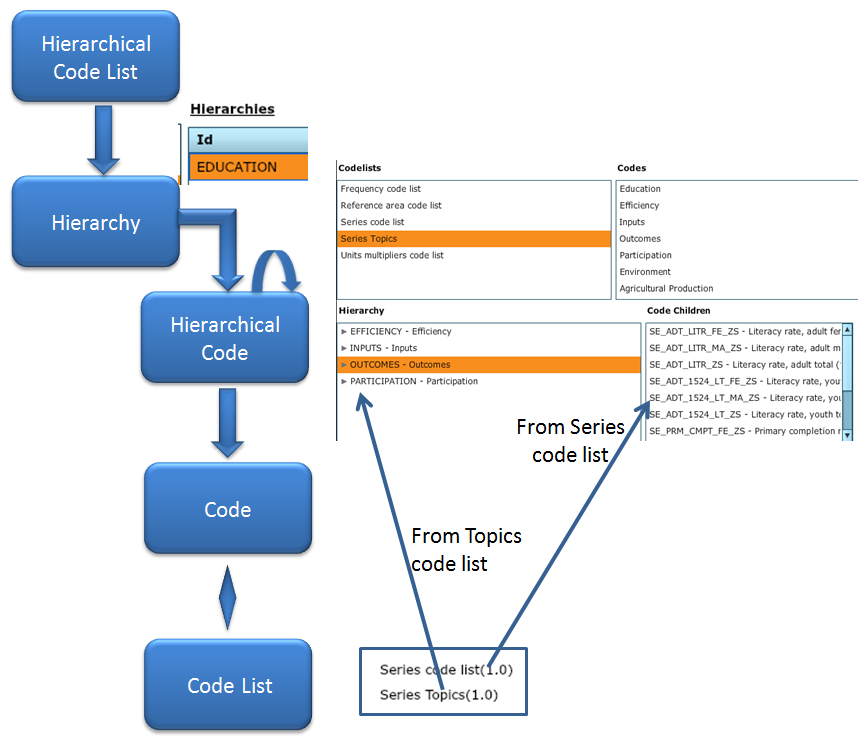 Hierarchical
Code List
Hierarchies
Id
EDUCATION
Hierarchy
Codelists
Frequency code list
Reference area code list
Series code list
Series Topics
Units multipliers code list
Codes
Education
Efficiency
Inputs
Outcomes
Participation
Environment
Agricultural Production
Hierarchical
Code
Hierarchy
EFFICIENCY - Efficiency
INPUTS - Inputs
OUTCOMES - Outcomes
PARTICIPATION - Participation
Code Children
SE_ADT_LITR_FE_ZS - Literacy rate, adult fer
SE_ADT_LITR_MA_ZS - Literacy rate, adult m
SE_ADT_LITR_ZS - Literacy rate, adult total (
SE_ADT_1524_LT_FE_ZS - Literacy rate, you
SE_ADT_1524_LT_MA_ZS - Literacy rate, you
SE_ADT_1524_LT_ZS - Literacy rate, youth to
SE_PRM_CMPT_FE_ZS - Primary completion r
From Series
code list
Code
From Topics
code list
Code List
Series code list(1.0)
Series Topics(1.0)